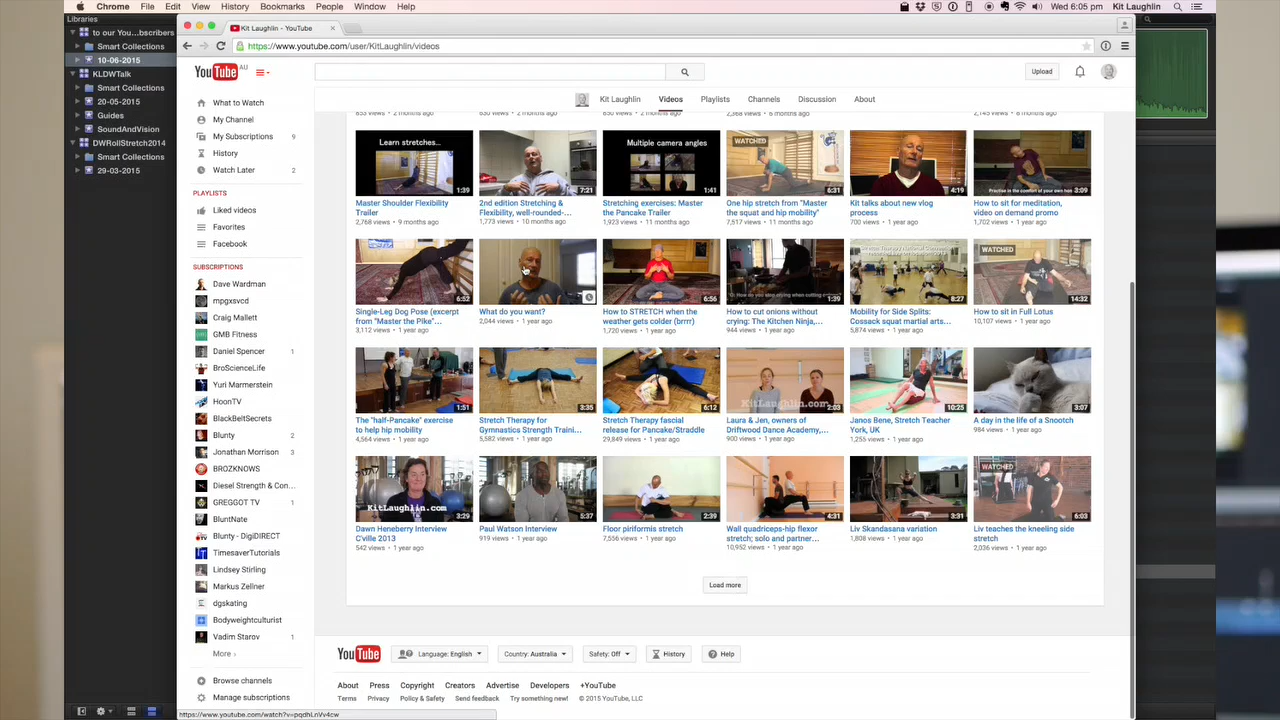 Chrome File Edit View History Bookmarks People Window Help
Wed 6:05 pm Kit Laughlin
Libraries
to our You...bscribers
Smart Collections
10-06-2015
KLDWTalk
Smart Collections
20-05-2015
Guides
SoundAndVision
DWRollStretch2014
Smart Collections
29-03-2015
Kit Laughlin - YouTube
https://www.youtube.com/user/KitLaughlin/videos
YouTube AU
Upload
Kit Laughlin Videos Playlists Channels Discussion About
What to Watch
My Channel
My Subscriptions 9
History
Watch Later 2
PLAYLISTS
Liked videos
Favorites
Facebook
SUBSCRIPTIONS
Dave Wardman
mpgxsvcd
Craig Mallett
GMB Fitness
Daniel Spencer 1
BroScienceLife
Yuri Marmerstein
HoonTV
BlackBeltSecrets
Blunty 2
Jonathan Morrison 3
BROZKNOWS
Diesel Strength & Con...
GREGGOT TV 1
BluntNate
Blunty - DigiDIRECT
TimesaverTutorials
Lindsey Stirling
Markus Zellner
dgskating
Bodyweightculturist
Vadim Starov 1
More ›
Browse channels
Manage subscriptions
Learn stretches...
1:39
7:21
Multiple camera angles
1:41
WATCHED
6:31
4:19
Practise in the comfort of your own home
3:09
Master Shoulder Flexibility
Trailer
2,768 views • 9 months ago
2nd edition Stretching &
Flexibility, well-rounded-...
1,773 views • 10 months ago
Stretching exercises: Master
the Pancake Trailer
1,923 views • 11 months ago
One hip stretch from "Master
the squat and hip mobility"
7,517 views • 11 months ago
Kit talks about new vlog
process
700 views • 1 year ago
How to sit for meditation,
video on demand promo
1,702 views • 1 year ago
6:52
6:56
1:39
8:27
WATCHED
14:32
Single-Leg Dog Pose (excerpt
from "Master the Pike"...
3,112 views • 1 year ago
What do you want?
2,044 views • 1 year ago
How to STRETCH when the
weather gets colder (brrr)
1,720 views • 1 year ago
How to cut onions without
crying: The Kitchen Ninja,...
944 views • 1 year ago
Mobility for Side Splits:
Cossack squat martial arts...
5,874 views • 1 year ago
How to sit in Full Lotus
10,107 views • 1 year ago
1:51
3:35
6:12
KitLaughlin.com
2:03
10:25
3:07
The "half-Pancake" exercise
to help hip mobility
4,564 views • 1 year ago
Stretch Therapy for
Gymnastics Strength Traini...
5,582 views • 1 year ago
Stretch Therapy fascial
release for Pancake/Straddle
29,849 views • 1 year ago
Laura & Jen, owners of
Driftwood Dance Academy,...
900 views • 1 year ago
Janos Bene, Stretch Teacher
York, UK
1,255 views • 1 year ago
A day in the life of a Snootch
984 views • 1 year ago
KitLaughlin.com
3:29
5:37
2:39
4:31
3:31
WATCHED
6:03
Dawn Heneberry Interview
C'ville 2013
542 views • 1 year ago
Paul Watson Interview
919 views • 1 year ago
Floor piriformis stretch
7,556 views • 1 year ago
Wall quadriceps-hip flexor
stretch; solo and partner...
10,952 views • 1 year ago
Liv Skandasana variation
1,808 views • 1 year ago
Liv teaches the kneeling side
stretch
2,036 views • 1 year ago
Load more
YouTube
Language: English
Country: Australia
Safety: Off
History
Help
About Press Copyright Creators Advertise Developers +YouTube
Terms Privacy Policy & Safety Send feedback Try something new! © 2015 YouTube, LLC
https://www.youtube.com/watch?v=pqdhLnVv4cw